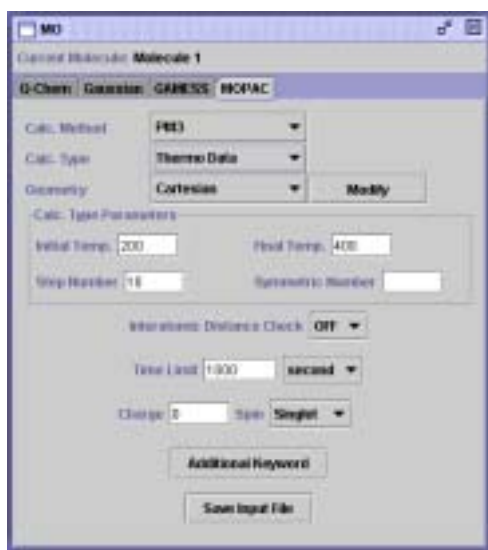 MO
Current Molecule: Molecule 1
Q-Chem Gaussian GAMESS MOPAC
Calc. Method PM3
Calc. Type Thermo Data
Geometry Cartesian Modify
Calc. Type Parameters
Initial Temp. 200 Final Temp. 400
Step Number 10 Symmetric Number
Interatomic Distance Check Off
Time Limit 1000 second
Charge 0 Spin Singlet
Additional Keyword
Save Input File